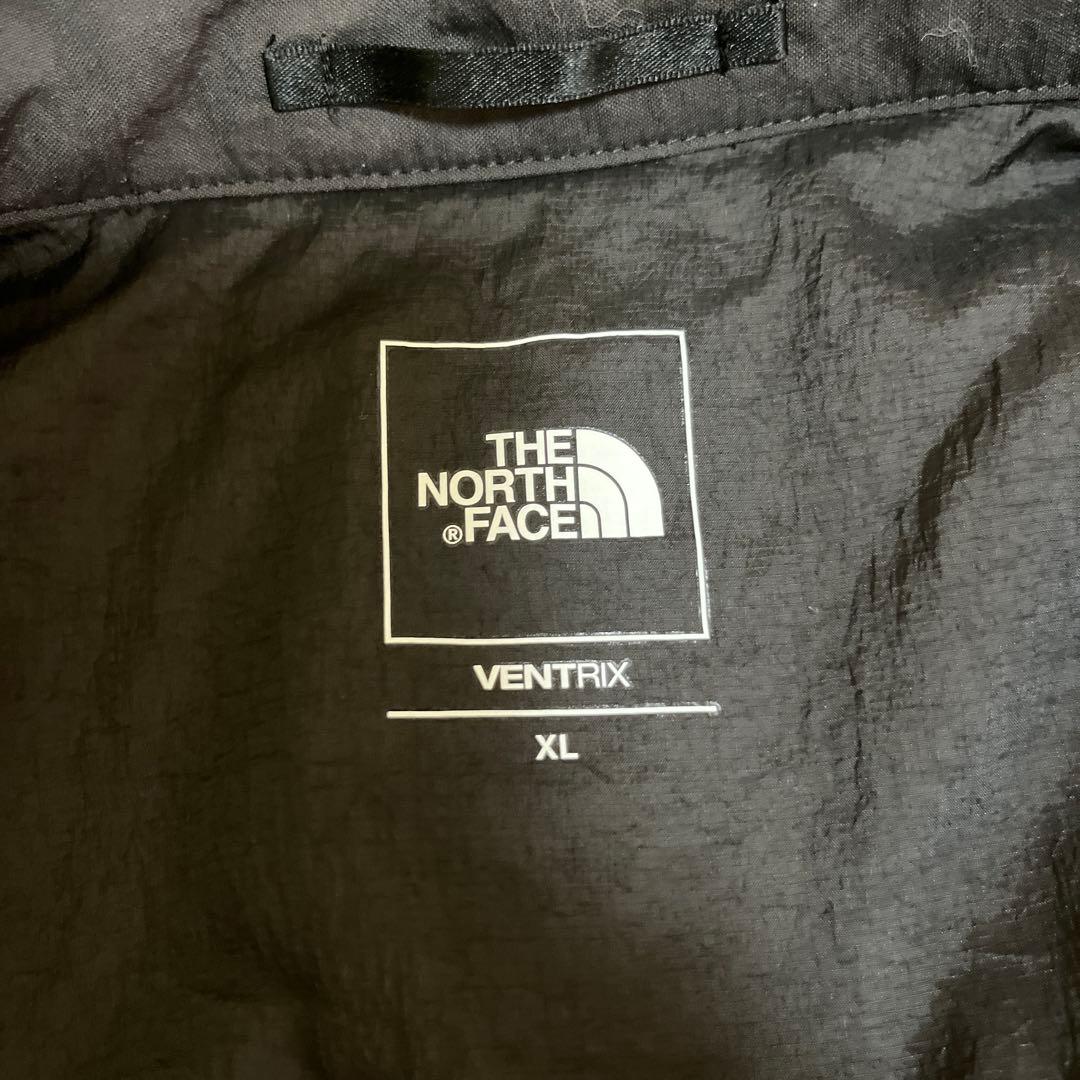 THE
NORTH
®FACE
VENTRIX
XL